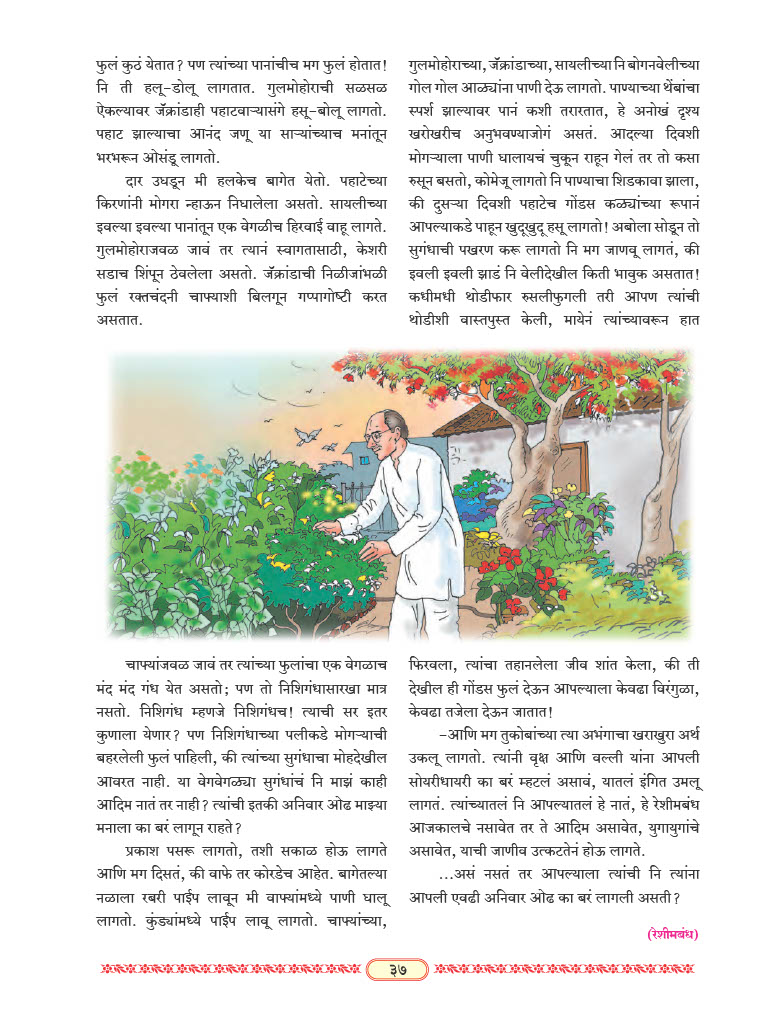 फुलं कुठं येतात? पण त्यांच्या पानांचीच मग फुलं होतात!
नि ती हलू-डोलू लागतात. गुलमोहोराची सळसळ
ऐकल्यावर जॅक्रांडाही पहाटवाऱ्यासंगे हसू-बोलू लागतो.
पहाट झाल्याचा आनंद जणू या साऱ्यांच्याच मनांतून
भरभरून ओसंडू लागतो.
दार उघडून मी हलकेच बागेत येतो. पहाटेच्या
किरणांनी मोगरा न्हाऊन निघालेला असतो. सायलीच्या
इवल्या इवल्या पानांतून एक वेगळीच हिरवाई वाहू लागते.
गुलमोहोराजवळ जावं तर त्यानं स्वागतासाठी, केशरी
सडाच शिंपून ठेवलेला असतो. जॅक्रांडाची निळीजांभळी
फुलं रक्तचंदनी चाफ्याशी बिलगून गप्पागोष्टी करत
असतात.
गुलमोहोराच्या, जॅक्रांडाच्या, सायलीच्या नि बोगनवेलीच्या
गोल गोल आळ्यांना पाणी देऊ लागतो. पाण्याच्या थेंबांचा
स्पर्श झाल्यावर पानं कशी तरारतात, हे अनोखं दृश्य
खरोखरीच अनुभवण्याजोगं असतं. आदल्या दिवशी
मोगऱ्याला पाणी घालायचं चुकून राहून गेलं तर तो कसा
रुसून बसतो, कोमेजू लागतो नि पाण्याचा शिडकावा झाला,
की दुसऱ्या दिवशी पहाटेच गोंडस कळ्यांच्या रूपानं
आपल्याकडे पाहून खुदूखुदू हसू लागतो! अबोला सोडून तो
सुगंधाची पखरण करू लागतो नि मग जाणवू लागतं, की
इवली इवली झाडं नि वेलीदेखील किती भावुक असतात!
कधीमधी थोडीफार रुसलीफुगली तरी आपण त्यांची
थोडीशी वास्तपुस्त केली, मायेनं त्यांच्यावरून हात
चाफ्यांजवळ जावं तर त्यांच्या फुलांचा एक वेगळाच
मंद मंद गंध येत असतो; पण तो निशिगंधासारखा मात्र
नसतो. निशिगंध म्हणजे निशिगंधच! त्याची सर इतर
कुणाला येणार? पण निशिगंधाच्या पलीकडे मोगऱ्याची
बहरलेली फुलं पाहिली, की त्यांच्या सुगंधाचा मोहदेखील
आवरत नाही. या वेगवेगळ्या सुगंधांचं नि माझं काही
आदिम नातं तर नाही? त्यांची इतकी अनिवार ओढ माझ्या
मनाला का बरं लागून राहते?
प्रकाश पसरू लागतो, तशी सकाळ होऊ लागते
आणि मग दिसतं, की वाफे तर कोरडेच आहेत. बागेतल्या
नळाला रबरी पाईप लावून मी वाफ्यांमध्ये पाणी घालू
लागतो. कुंड्यांमध्ये पाईप लावू लागतो. चाफ्यांच्या,
फिरवला, त्यांचा तहानलेला जीव शांत केला, की ती
देखील ही गोंडस फुलं देऊन आपल्याला केवढा विरंगुळा,
केवढा तजेला देऊन जातात!
-आणि मग तुकोबांच्या त्या अभंगाचा खराखुरा अर्थ
उकलू लागतो. त्यांनी वृक्ष आणि वल्ली यांना आपली
सोयरीधायरी का बरं म्हटलं असावं, यातलं इंगित उमलू
लागतं. त्यांच्यातलं नि आपल्यातलं हे नातं, हे रेशीमबंध
आजकालचे नसावेत तर ते आदिम असावेत, युगायुगांचे
असावेत, याची जाणीव उत्कटतेनं होऊ लागते.
...असं नसतं तर आपल्याला त्यांची नि त्यांना
आपली एवढी अनिवार ओढ का बरं लागली असती?
(रेशीमबंध)
३७